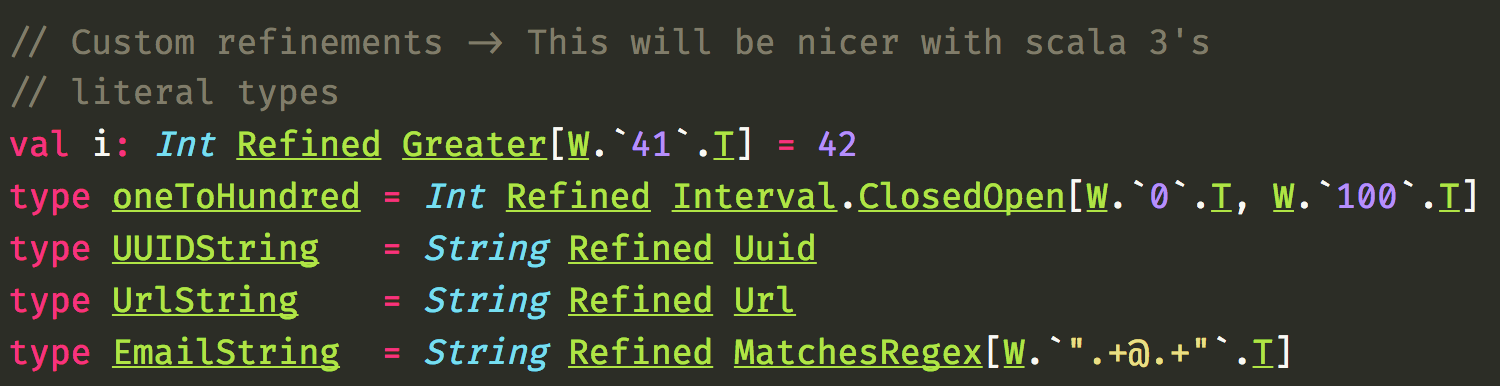 // Custom refinements -> This will be nicer with scala 3's
// literal types
val i: Int Refined Greater[W.`41`.T] = 42
type oneToHundred = Int Refined Interval.ClosedOpen[W.`0`.T, W.`100`.T]
type UUIDString   = String Refined Uuid
type UrlString    = String Refined Url
type EmailString  = String Refined MatchesRegex[W.`".+@.+"`.T]